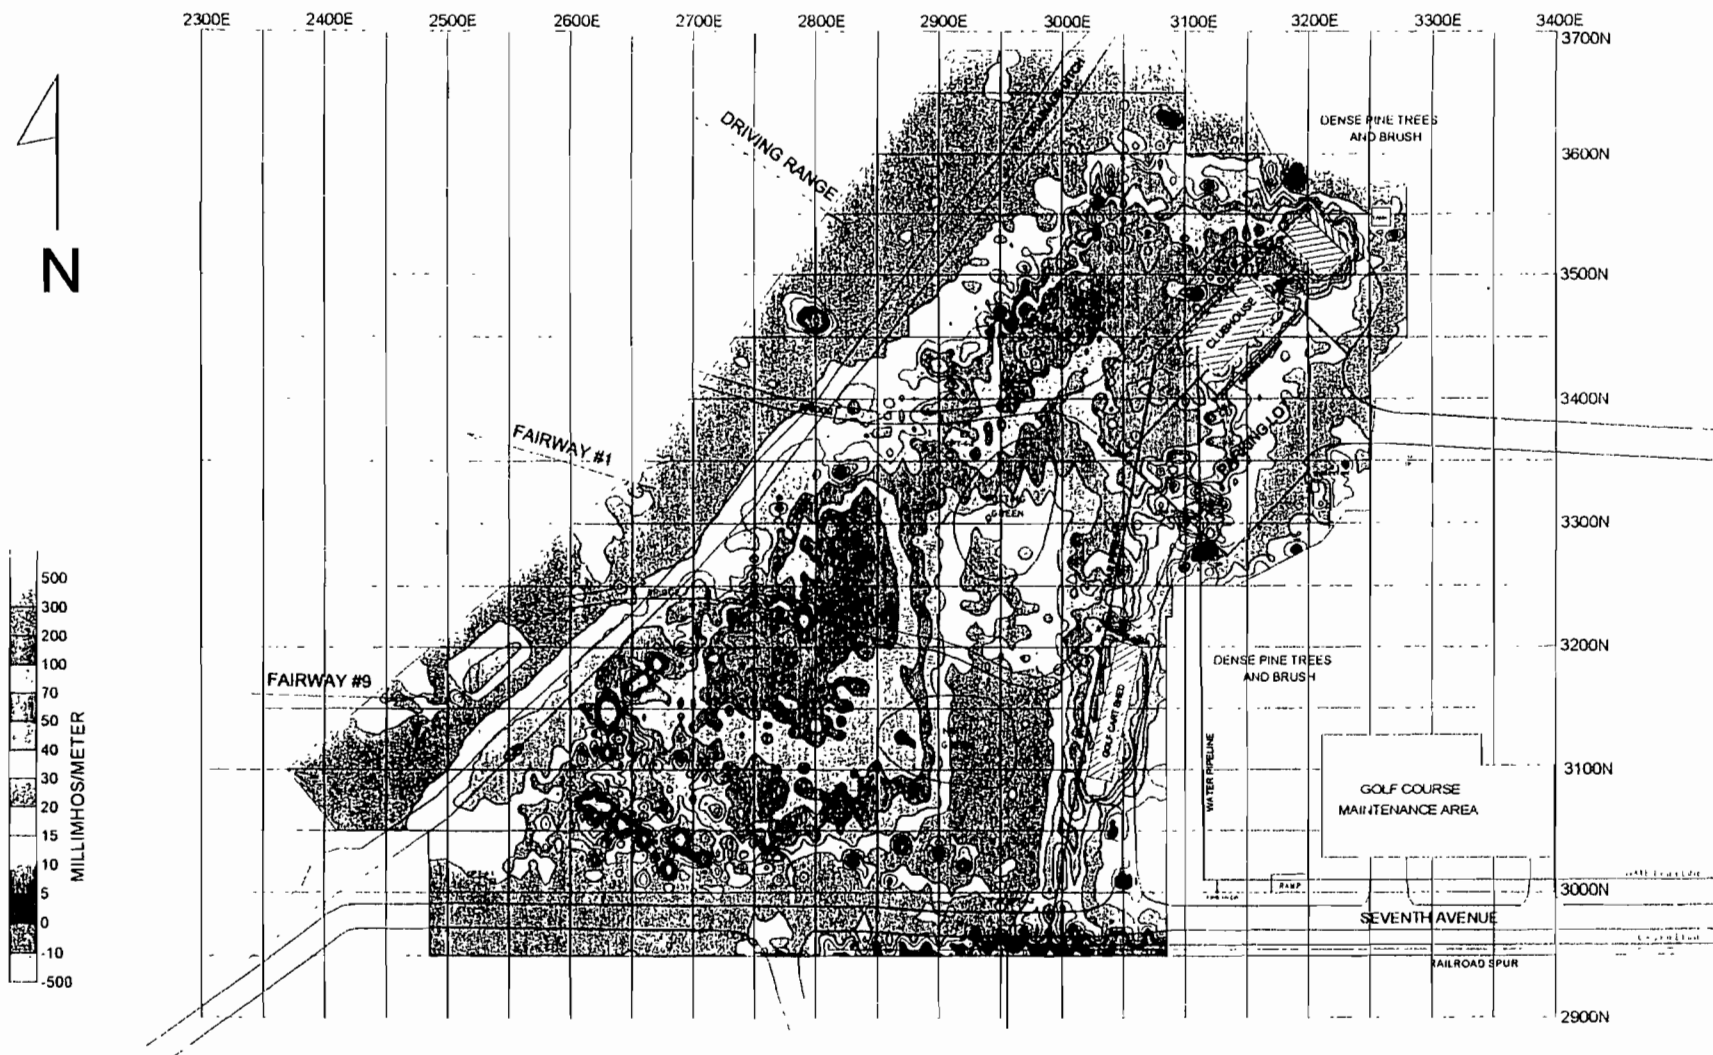 2300E 2400E 2600E 2700E 2800E 2900E 3000E 3100E 3200E 3300E 3400E
3700N
DRAINAGE DITCH
DENSE PINE TREES
AND BRUSH
DRIVING RANGE
3600N
N
3500N
CLUBHOUSE
3400N
PARKING LOT
FAIRWAY #1
GREEN
3300N
BRIDGE
3200N
DENSE PINE TREES
AND BRUSH
FAIRWAY #9
GOLF CART SHED
WATER PIPELINE
3100N
GOLF COURSE
MAINTENANCE AREA
3000N
RAMP
SEVENTH AVENUE
RAILROAD SPUR
2900N
500
300
200
100
70
50
40
30
20
15
10
5
0
-10
-500
MILLIMHOS/METER